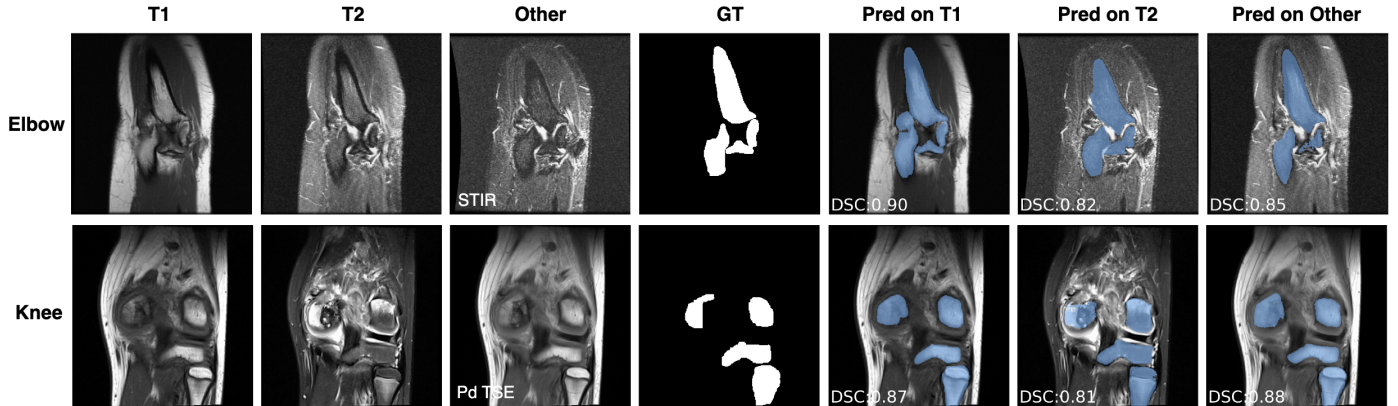 T1 T2 Other GT Pred on T1 Pred on T2 Pred on Other
Elbow
STIR
DSC:0.90
DSC:0.82
DSC:0.85
Knee
Pd TSE
DSC:0.87
DSC:0.81
DSC:0.88